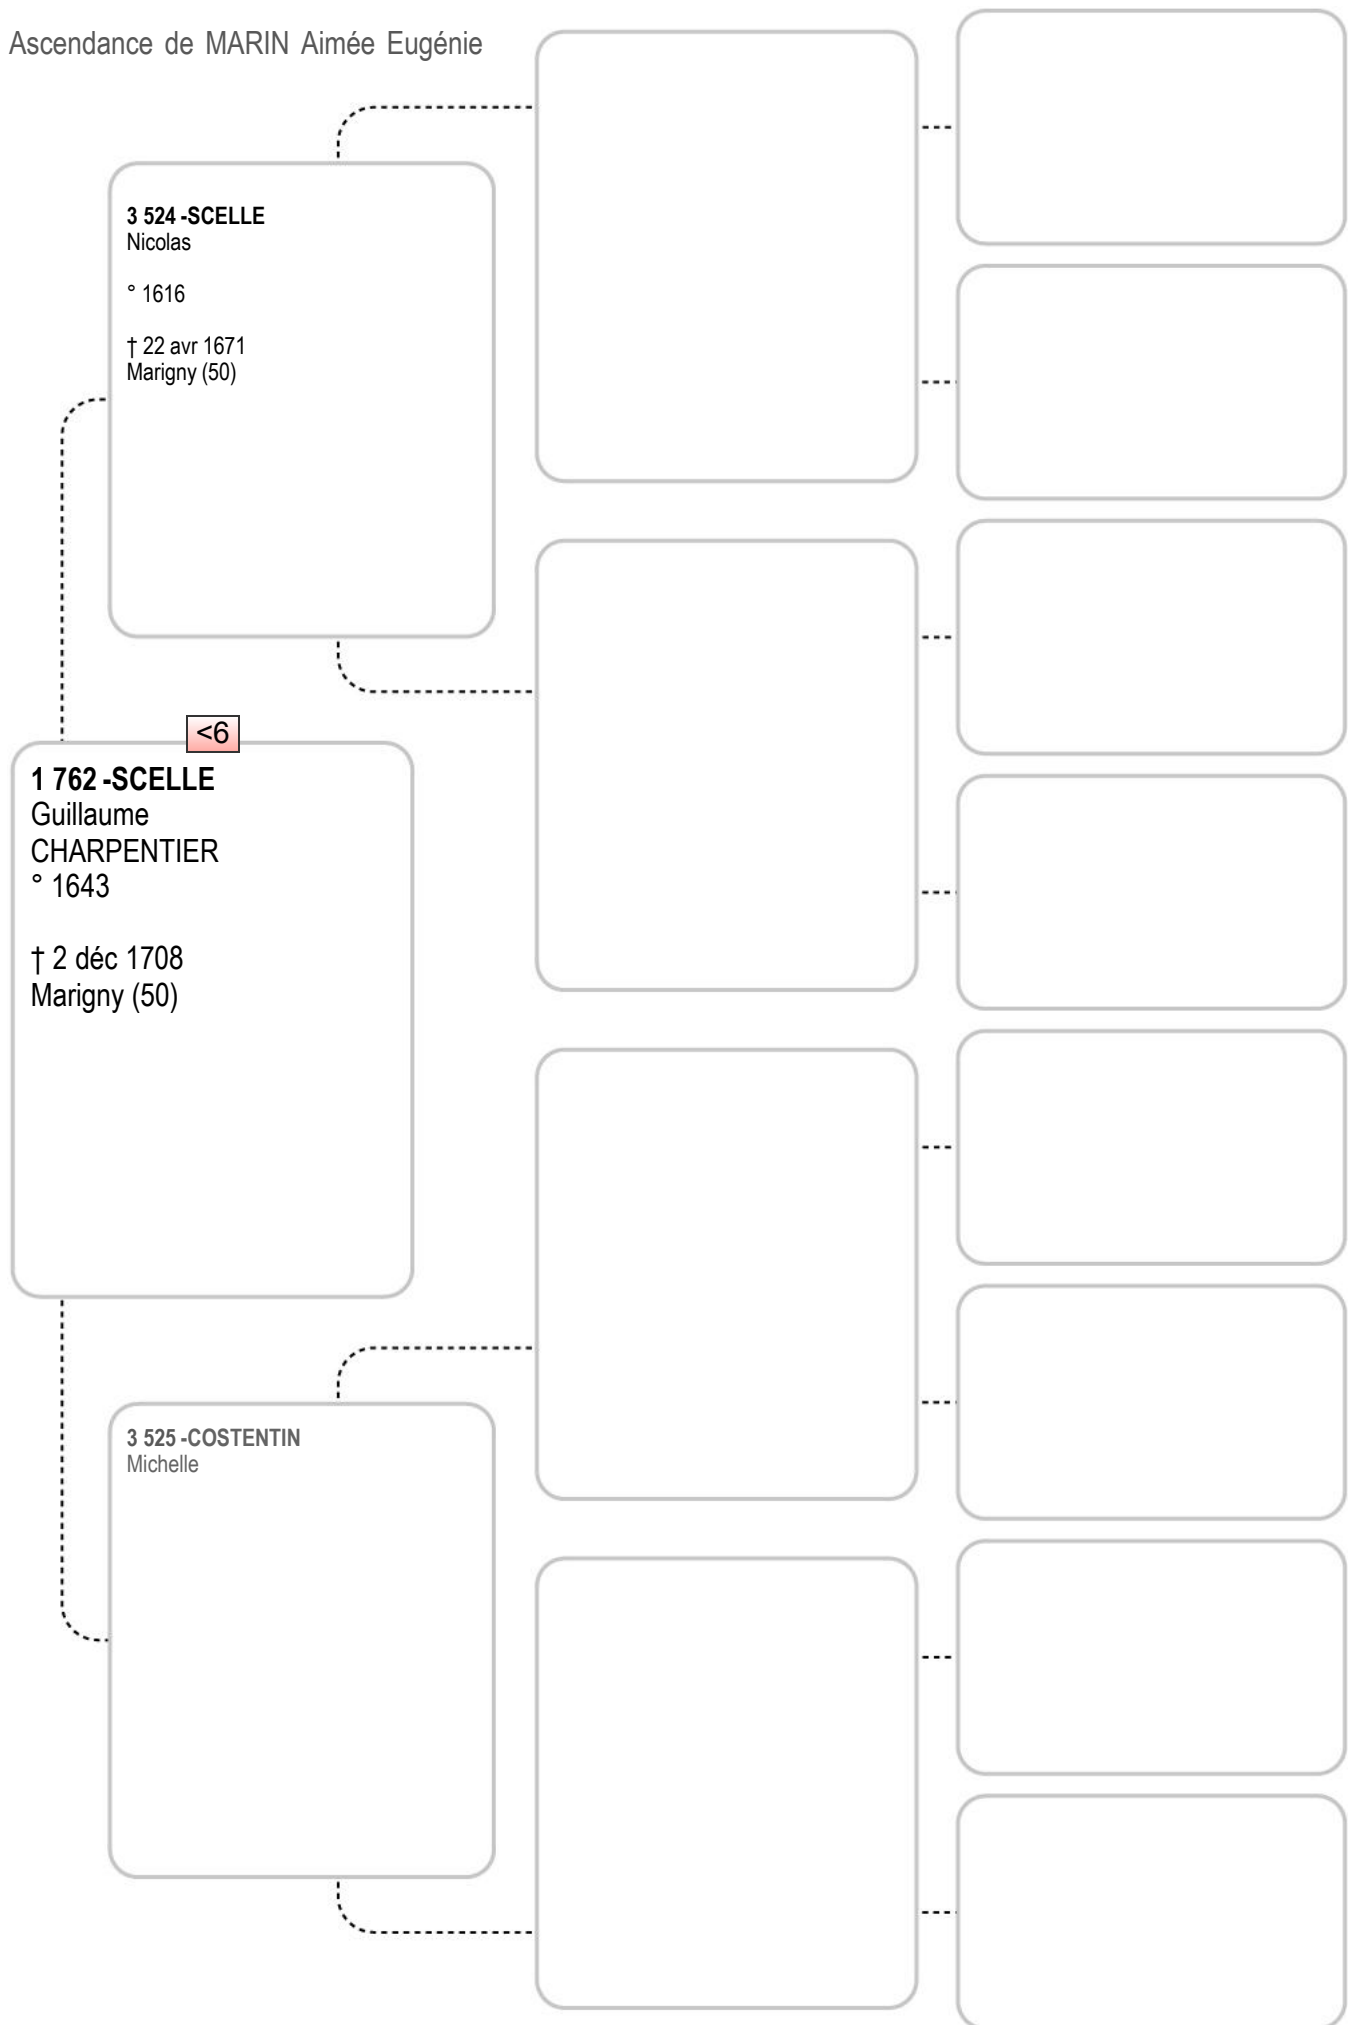 Ascendance de MARIN Aimée Eugénie
3 524 -SCELLE
Nicolas
° 1616
† 22 avr 1671
Marigny (50)
<6
1 762 -SCELLE
Guillaume
CHARPENTIER
° 1643
† 2 déc 1708
Marigny (50)
3 525 -COSTENTIN
Michelle